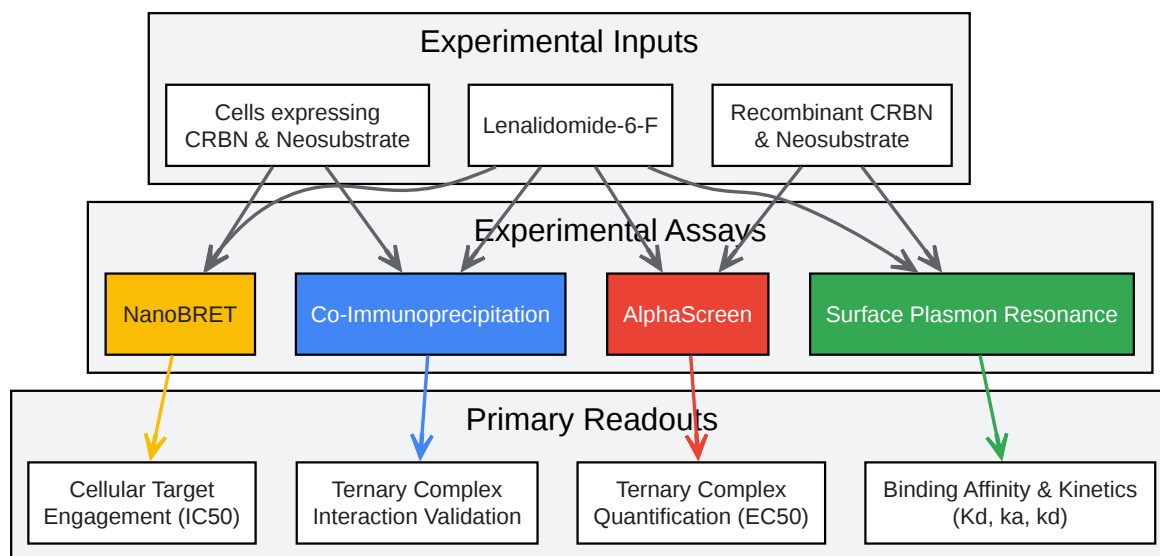 Experimental Inputs
Cells expressing
CRBN & Neosubstrate
Lenalidomide-6-F
Recombinant CRBN
& Neosubstrate
Experimental Assays
NanoBRET
Co-Immunoprecipitation
AlphaScreen
Surface Plasmon Resonance
Primary Readouts
Cellular Target
Engagement (IC50)
Ternary Complex
Interaction Validation
Ternary Complex
Quantification (EC50)
Binding Affinity & Kinetics
(Kd, ka, kd)